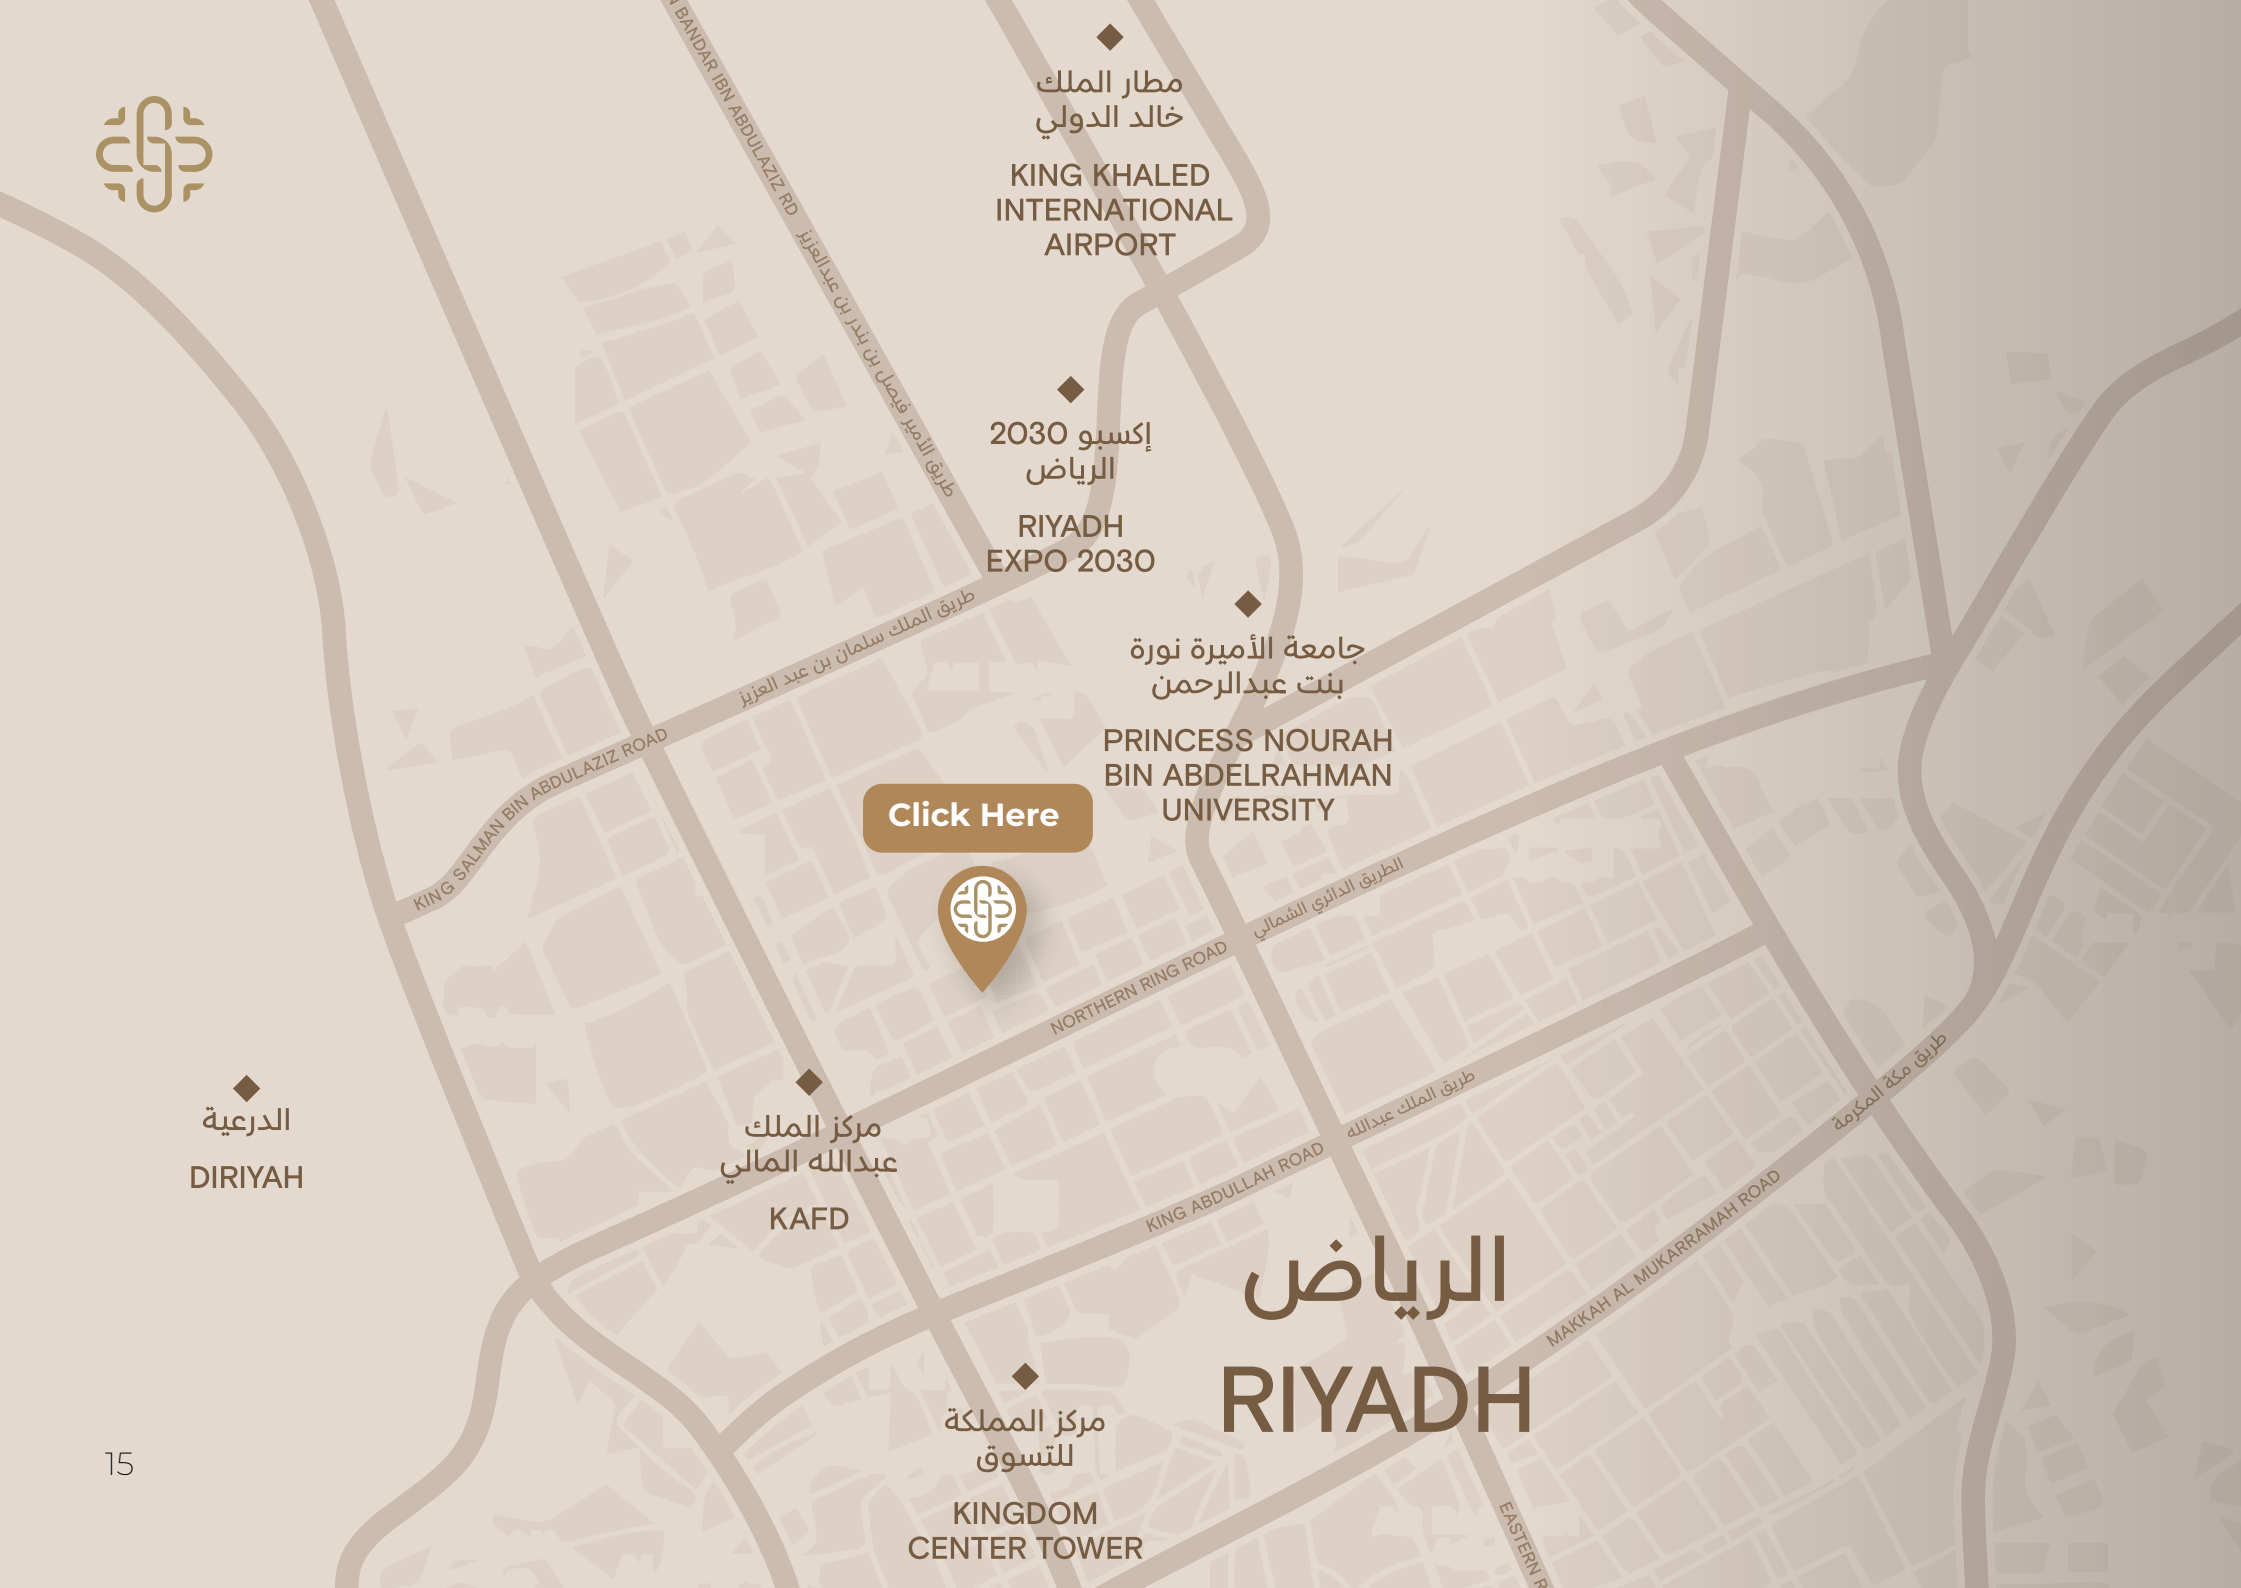 N BANDAR IBN ABDULAZIZ RD
طريق الأمير فيصل بن بندر بن عبدالعزيز
مطار الملك
خالد الدولي
KING KHALED
INTERNATIONAL
AIRPORT
إكسبو 2030
الرياض
RIYADH
EXPO 2030
جامعة الأميرة نورة
بنت عبدالرحمن
PRINCESS NOURAH
BIN ABDELRAHMAN
UNIVERSITY
طريق الملك سلمان بن عبد العزيز
KING SALMAN BIN ABDULAZIZ ROAD
Click Here
الطريق الدائري الشمالي
NORTHERN RING ROAD
الدرعية
DIRIYAH
مركز الملك
عبدالله المالي
KAFD
طريق الملك عبدالله
KING ABDULLAH ROAD
طريق مكة المكرمة
MAKKAH AL MUKARRAMAH ROAD
الرياض
RIYADH
مركز المملكة
للتسوق
KINGDOM
CENTER TOWER
EASTERN R
15